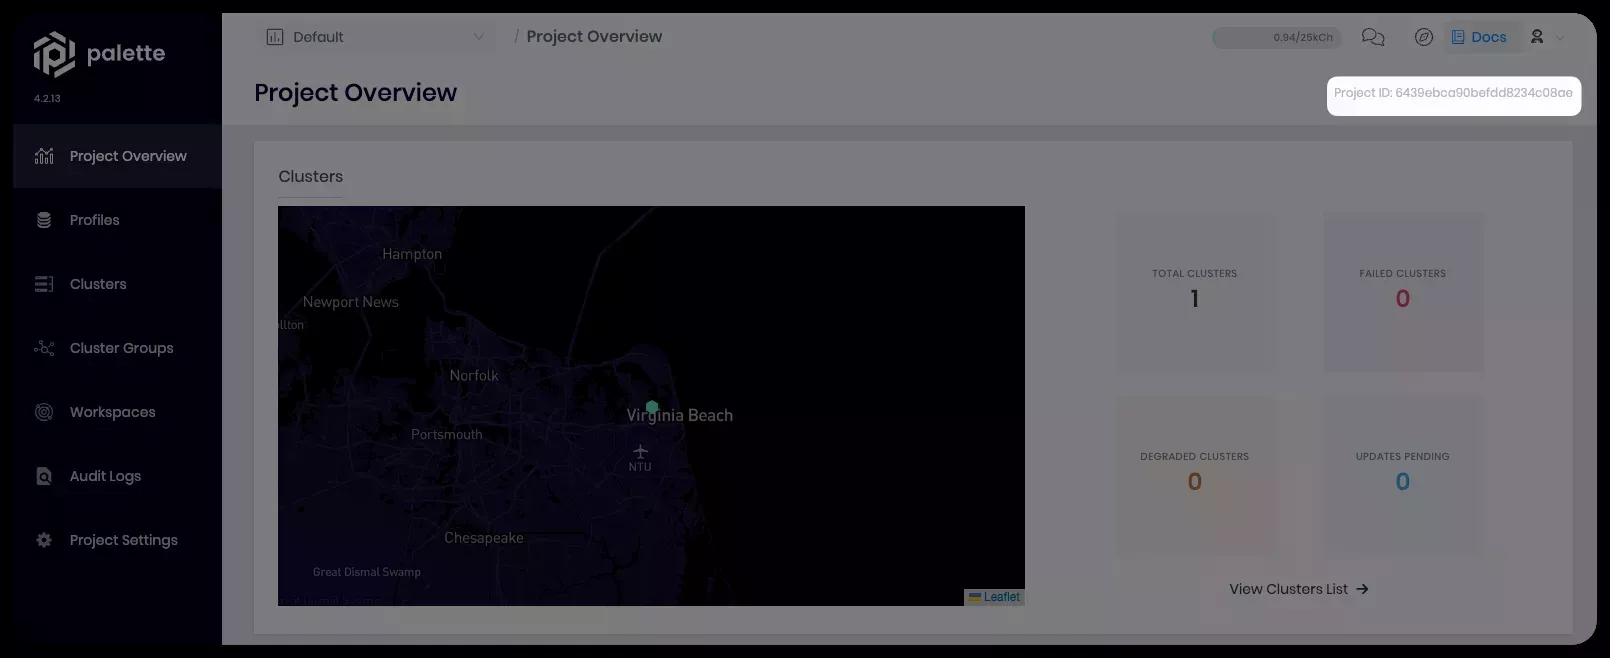 palette
4.2.13
Project Overview
Profiles
Clusters
Cluster Groups
Workspaces
Audit Logs
Project Settings
Default
/ Project Overview
0.94/25kCh
Docs
Project Overview
Project ID: 6439ebca90befdd8234c08ae
Clusters
Hampton
Newport News
Norfolk
Virginia Beach
Portsmouth
NTU
Chesapeake
Great Dismal Swamp
Leaflet
TOTAL CLUSTERS
1
FAILED CLUSTERS
0
DEGRADED CLUSTERS
0
UPDATES PENDING
0
View Clusters List →